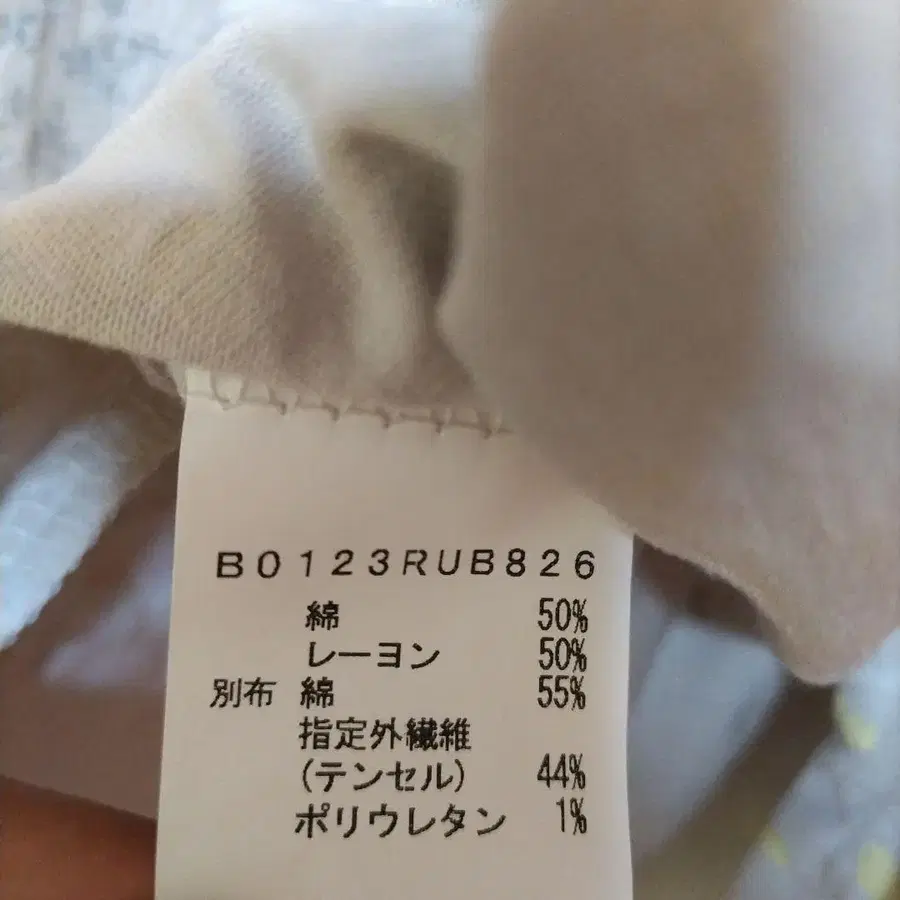 B0123RUB826
綿 50%
レーヨン 50%
別布 綿 55%
指定外繊維
(テンセル) 44%
ポリウレタン 1%